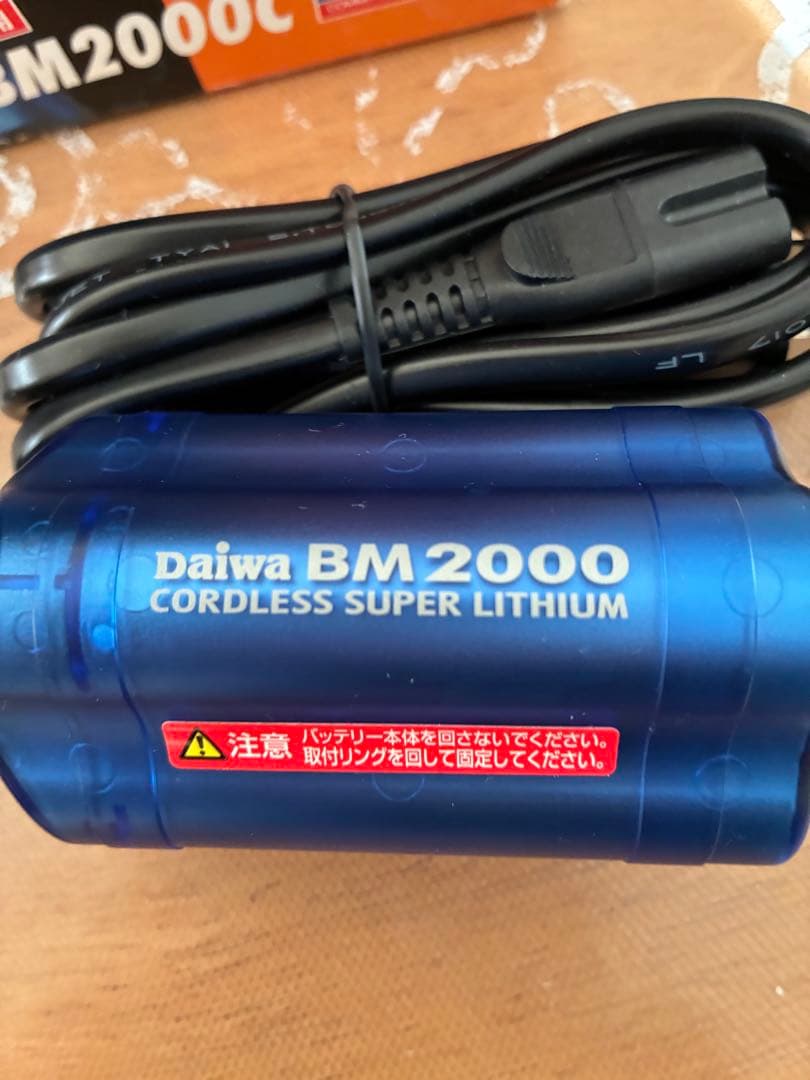 BM2000C
Daiwa BM2000
CORDLESS SUPER LITHIUM
注意
バッテリー本体を回さないでください。
取付リングを回して固定してください。
LF